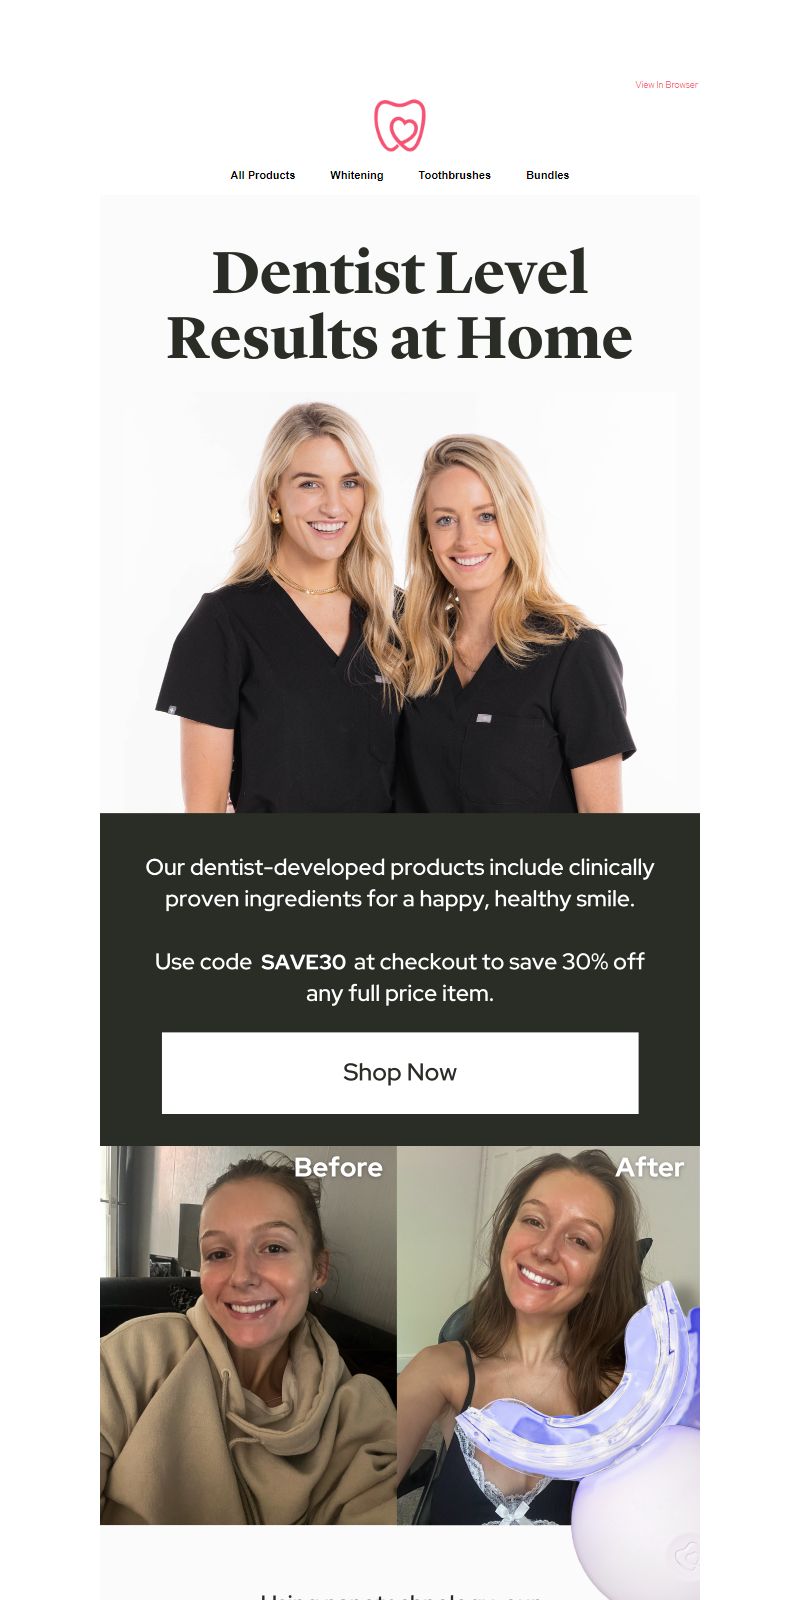 View In Browser
All Products Whitening Toothbrushes Bundles
Dentist Level
Results at Home
Our dentist-developed products include clinically
proven ingredients for a happy, healthy smile.
Use code SAVE30 at checkout to save 30% off
any full price item.
Shop Now
Before After